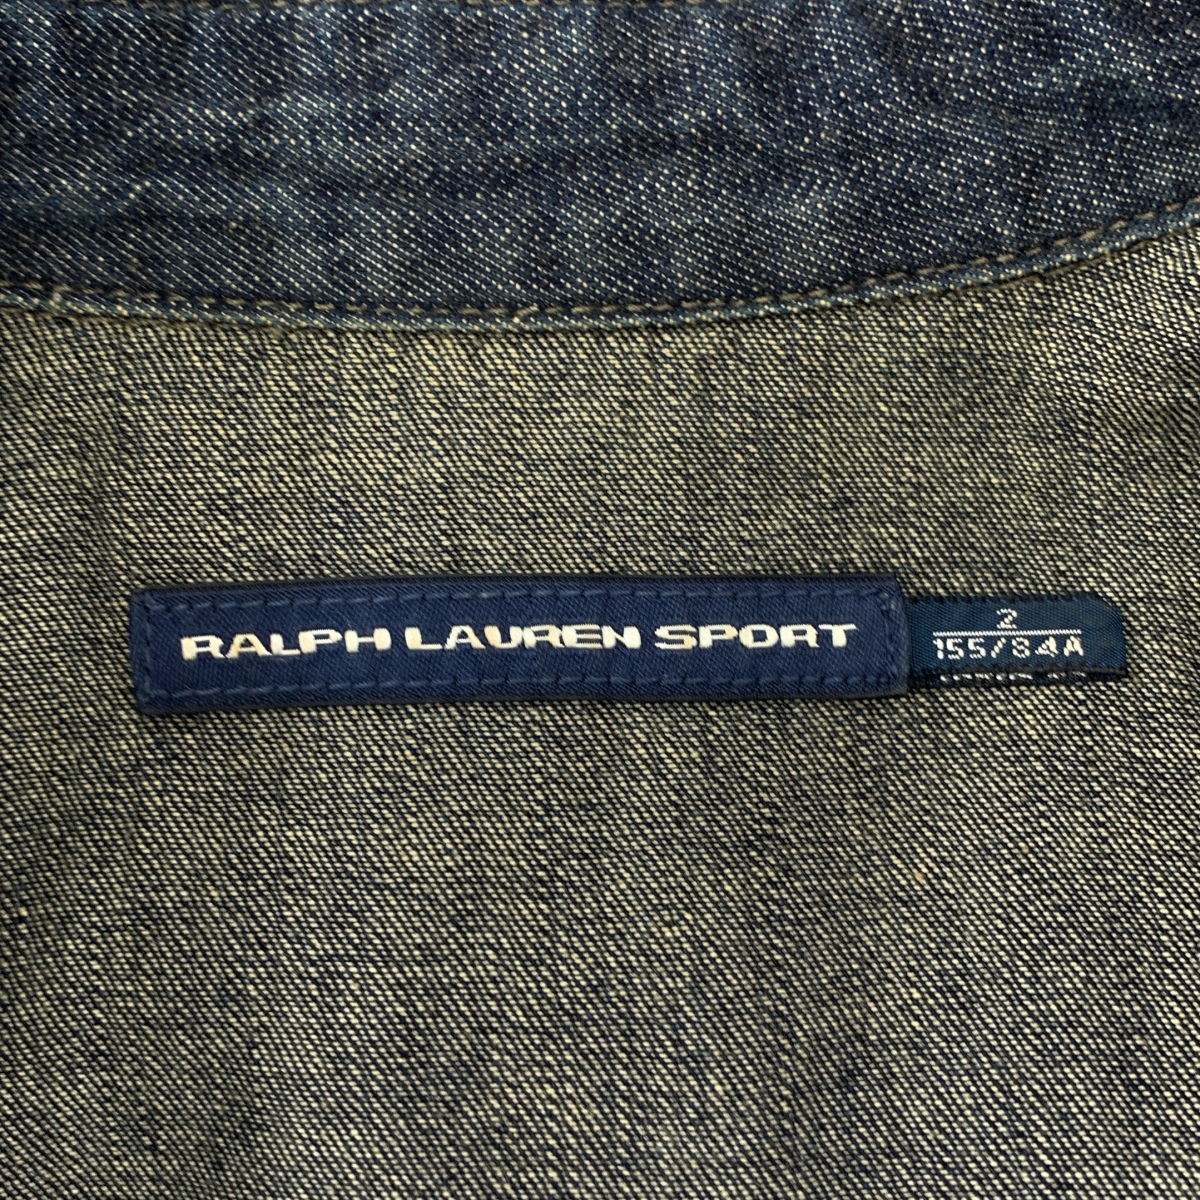 RALPH LAUREN SPORT
2
155/84A